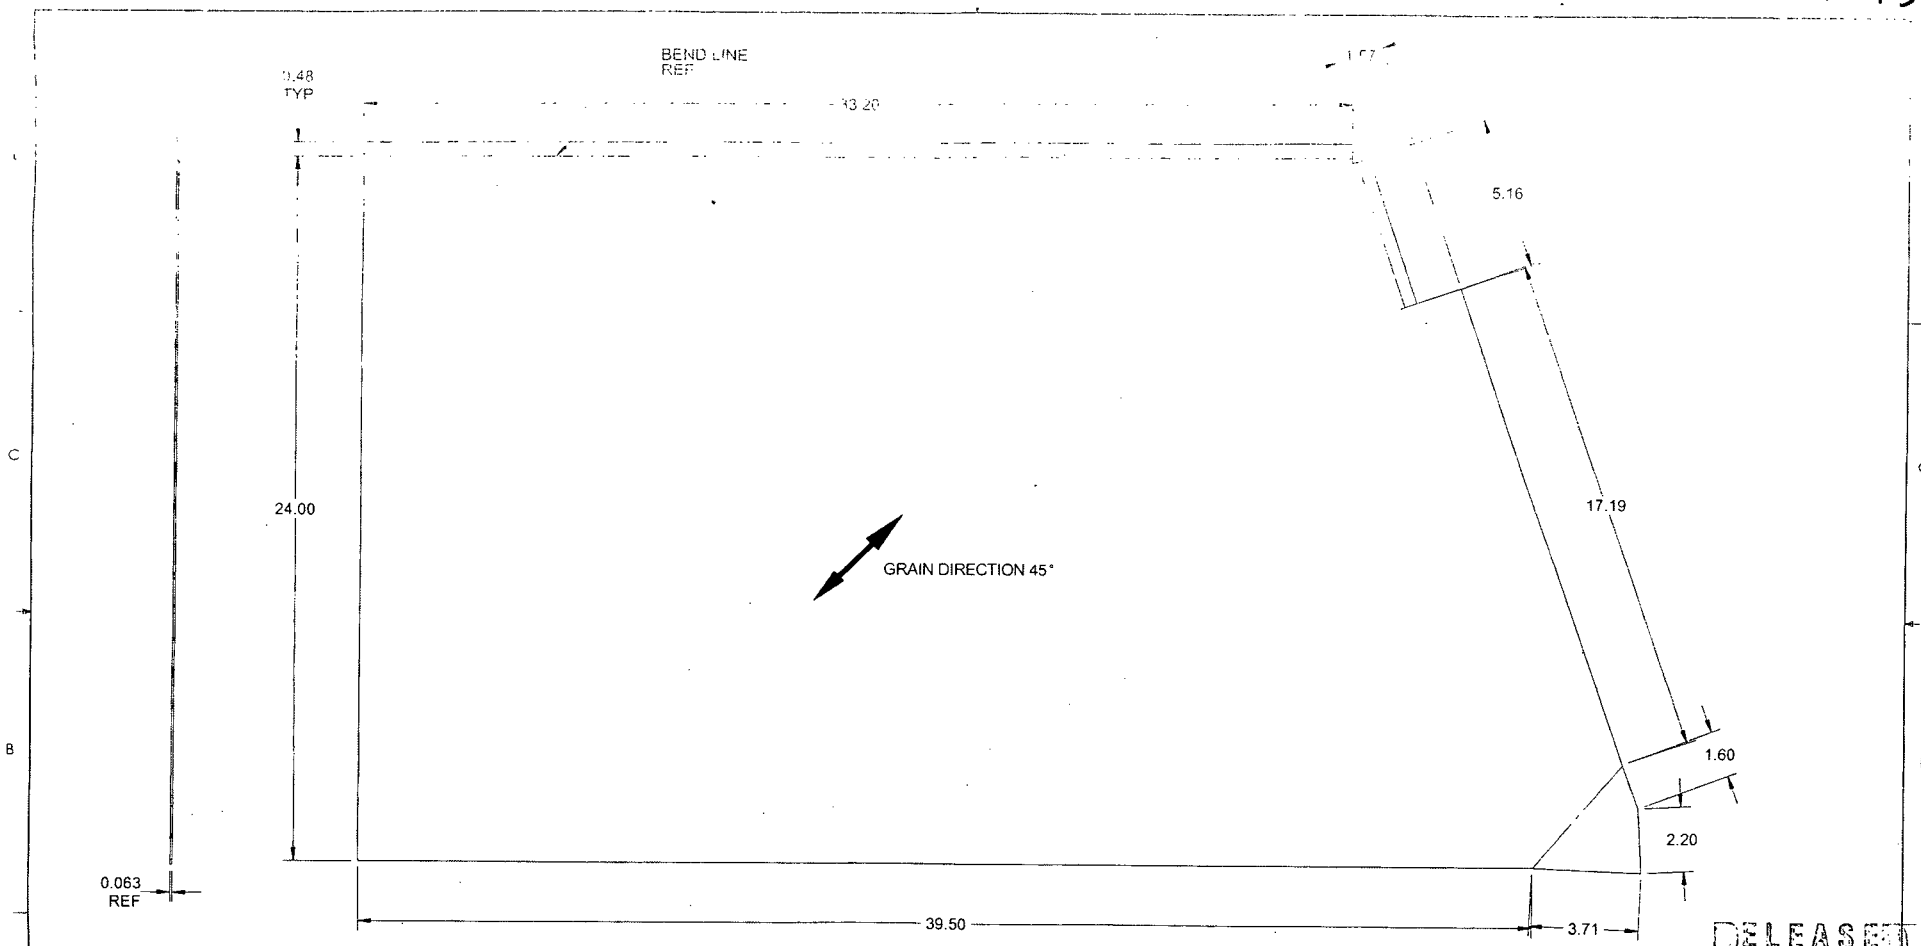 BEND LINE
REF
TYP
33.20
5.16
C
24.00
17.19
GRAIN DIRECTION 45°
B
1.60
2.20
0.063
REF
39.50
3.71